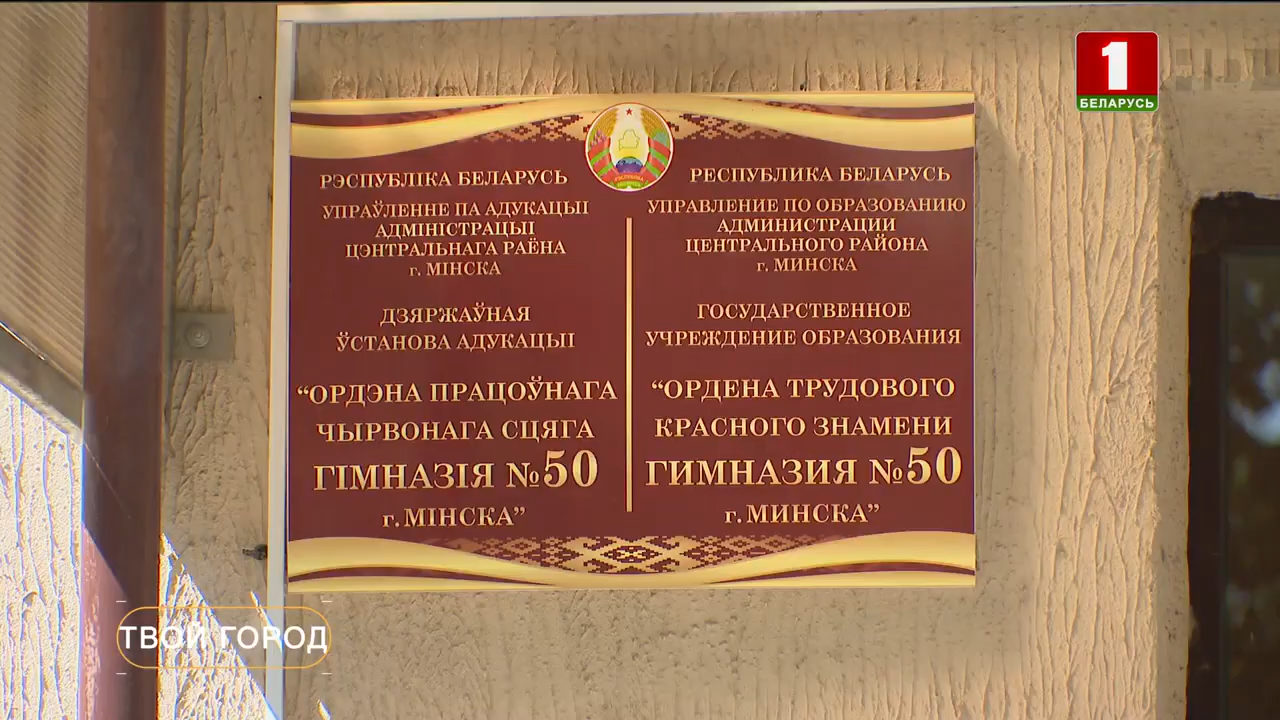 1
БЕЛАРУСЬ
РЭСПУБЛІКА БЕЛАРУСЬ
УПРАЎЛЕННЕ ПА АДУКАЦЫІ
АДМІНІСТРАЦЫІ
ЦЭНТРАЛЬНАГА РАЁНА
г. МІНСКА
ДЗЯРЖАЎНАЯ
ЎСТАНОВА АДУКАЦЫІ
“ОРДЭНА ПРАЦОЎНАГА
ЧЫРВОНАГА СЦЯГА
ГІМНАЗІЯ №50
г. МІНСКА”
РЕСПУБЛИКА БЕЛАРУСЬ
УПРАВЛЕНИЕ ПО ОБРАЗОВАНИЮ
АДМИНИСТРАЦИИ
ЦЕНТРАЛЬНОГО РАЙОНА
г. МИНСКА
ГОСУДАРСТВЕННОЕ
УЧРЕЖДЕНИЕ ОБРАЗОВАНИЯ
“ОРДЕНА ТРУДОВОГО
КРАСНОГО ЗНАМЕНИ
ГИМНАЗИЯ №50
г. МИНСКА”
ТВОЙ ГОРОД